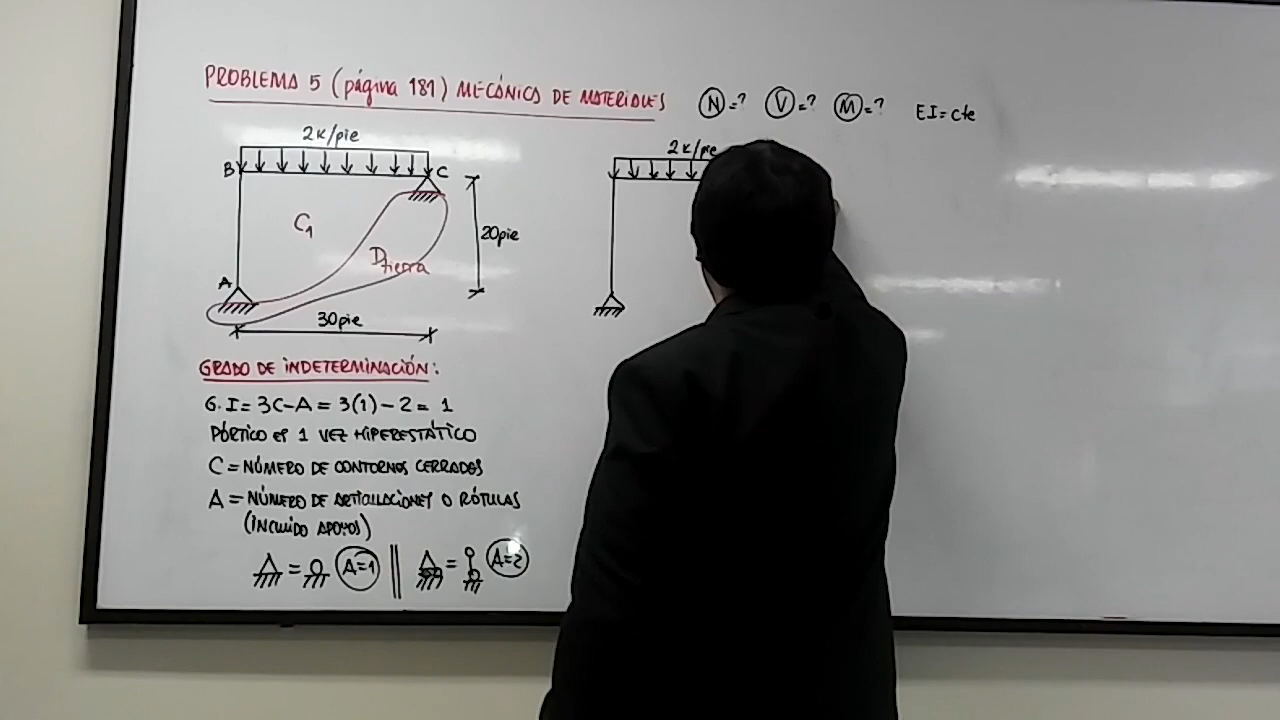 PROBLEMA 5 (página 181) MECÁNICA DE MATERIALES
N=? V=? M=? EI=cte
2k/pie
B
C
C1
Dtierra
20pie
A
30pie
2k/pie
GRADO DE INDETERMINACIÓN:
G.I=3C-A=3(1)-2=1
PÓRTICO ES 1 VEZ HIPERESTÁTICO
C=NÚMERO DE CONTORNOS CERRADOS
A=NÚMERO DE ARTICULACIONES O RÓTULAS
(INCLUÍDO APOYOS)
= A=1 || = A=2